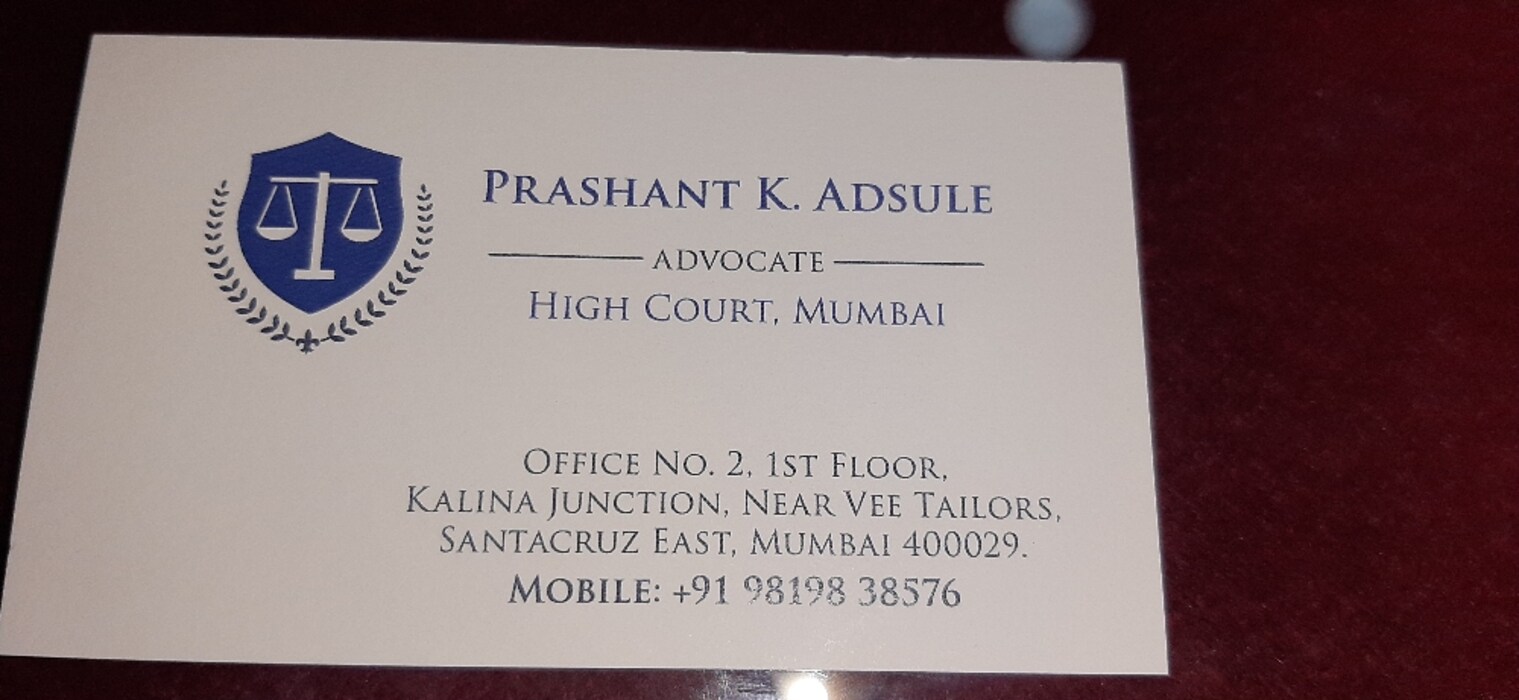 PRASHANT K. ADSULE
ADVOCATE
HIGH COURT, MUMBAI
OFFICE NO. 2, 1ST FLOOR,
KALINA JUNCTION, NEAR VEE TAILORS,
SANTACRUZ EAST, MUMBAI 400029.
MOBILE: +91 98198 38576